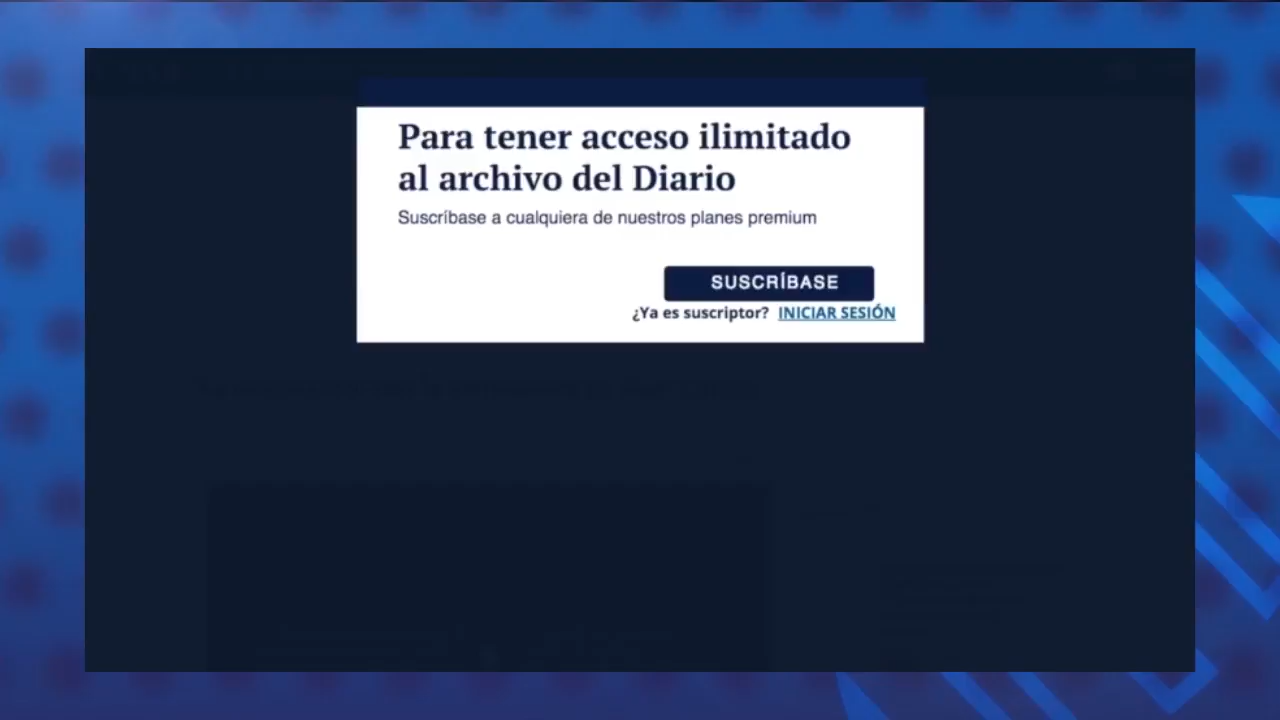 Para tener acceso ilimitado
al archivo del Diario
Suscríbase a cualquiera de nuestros planes premium
SUSCRÍBASE
¿Ya es suscriptor? INICIAR SESIÓN